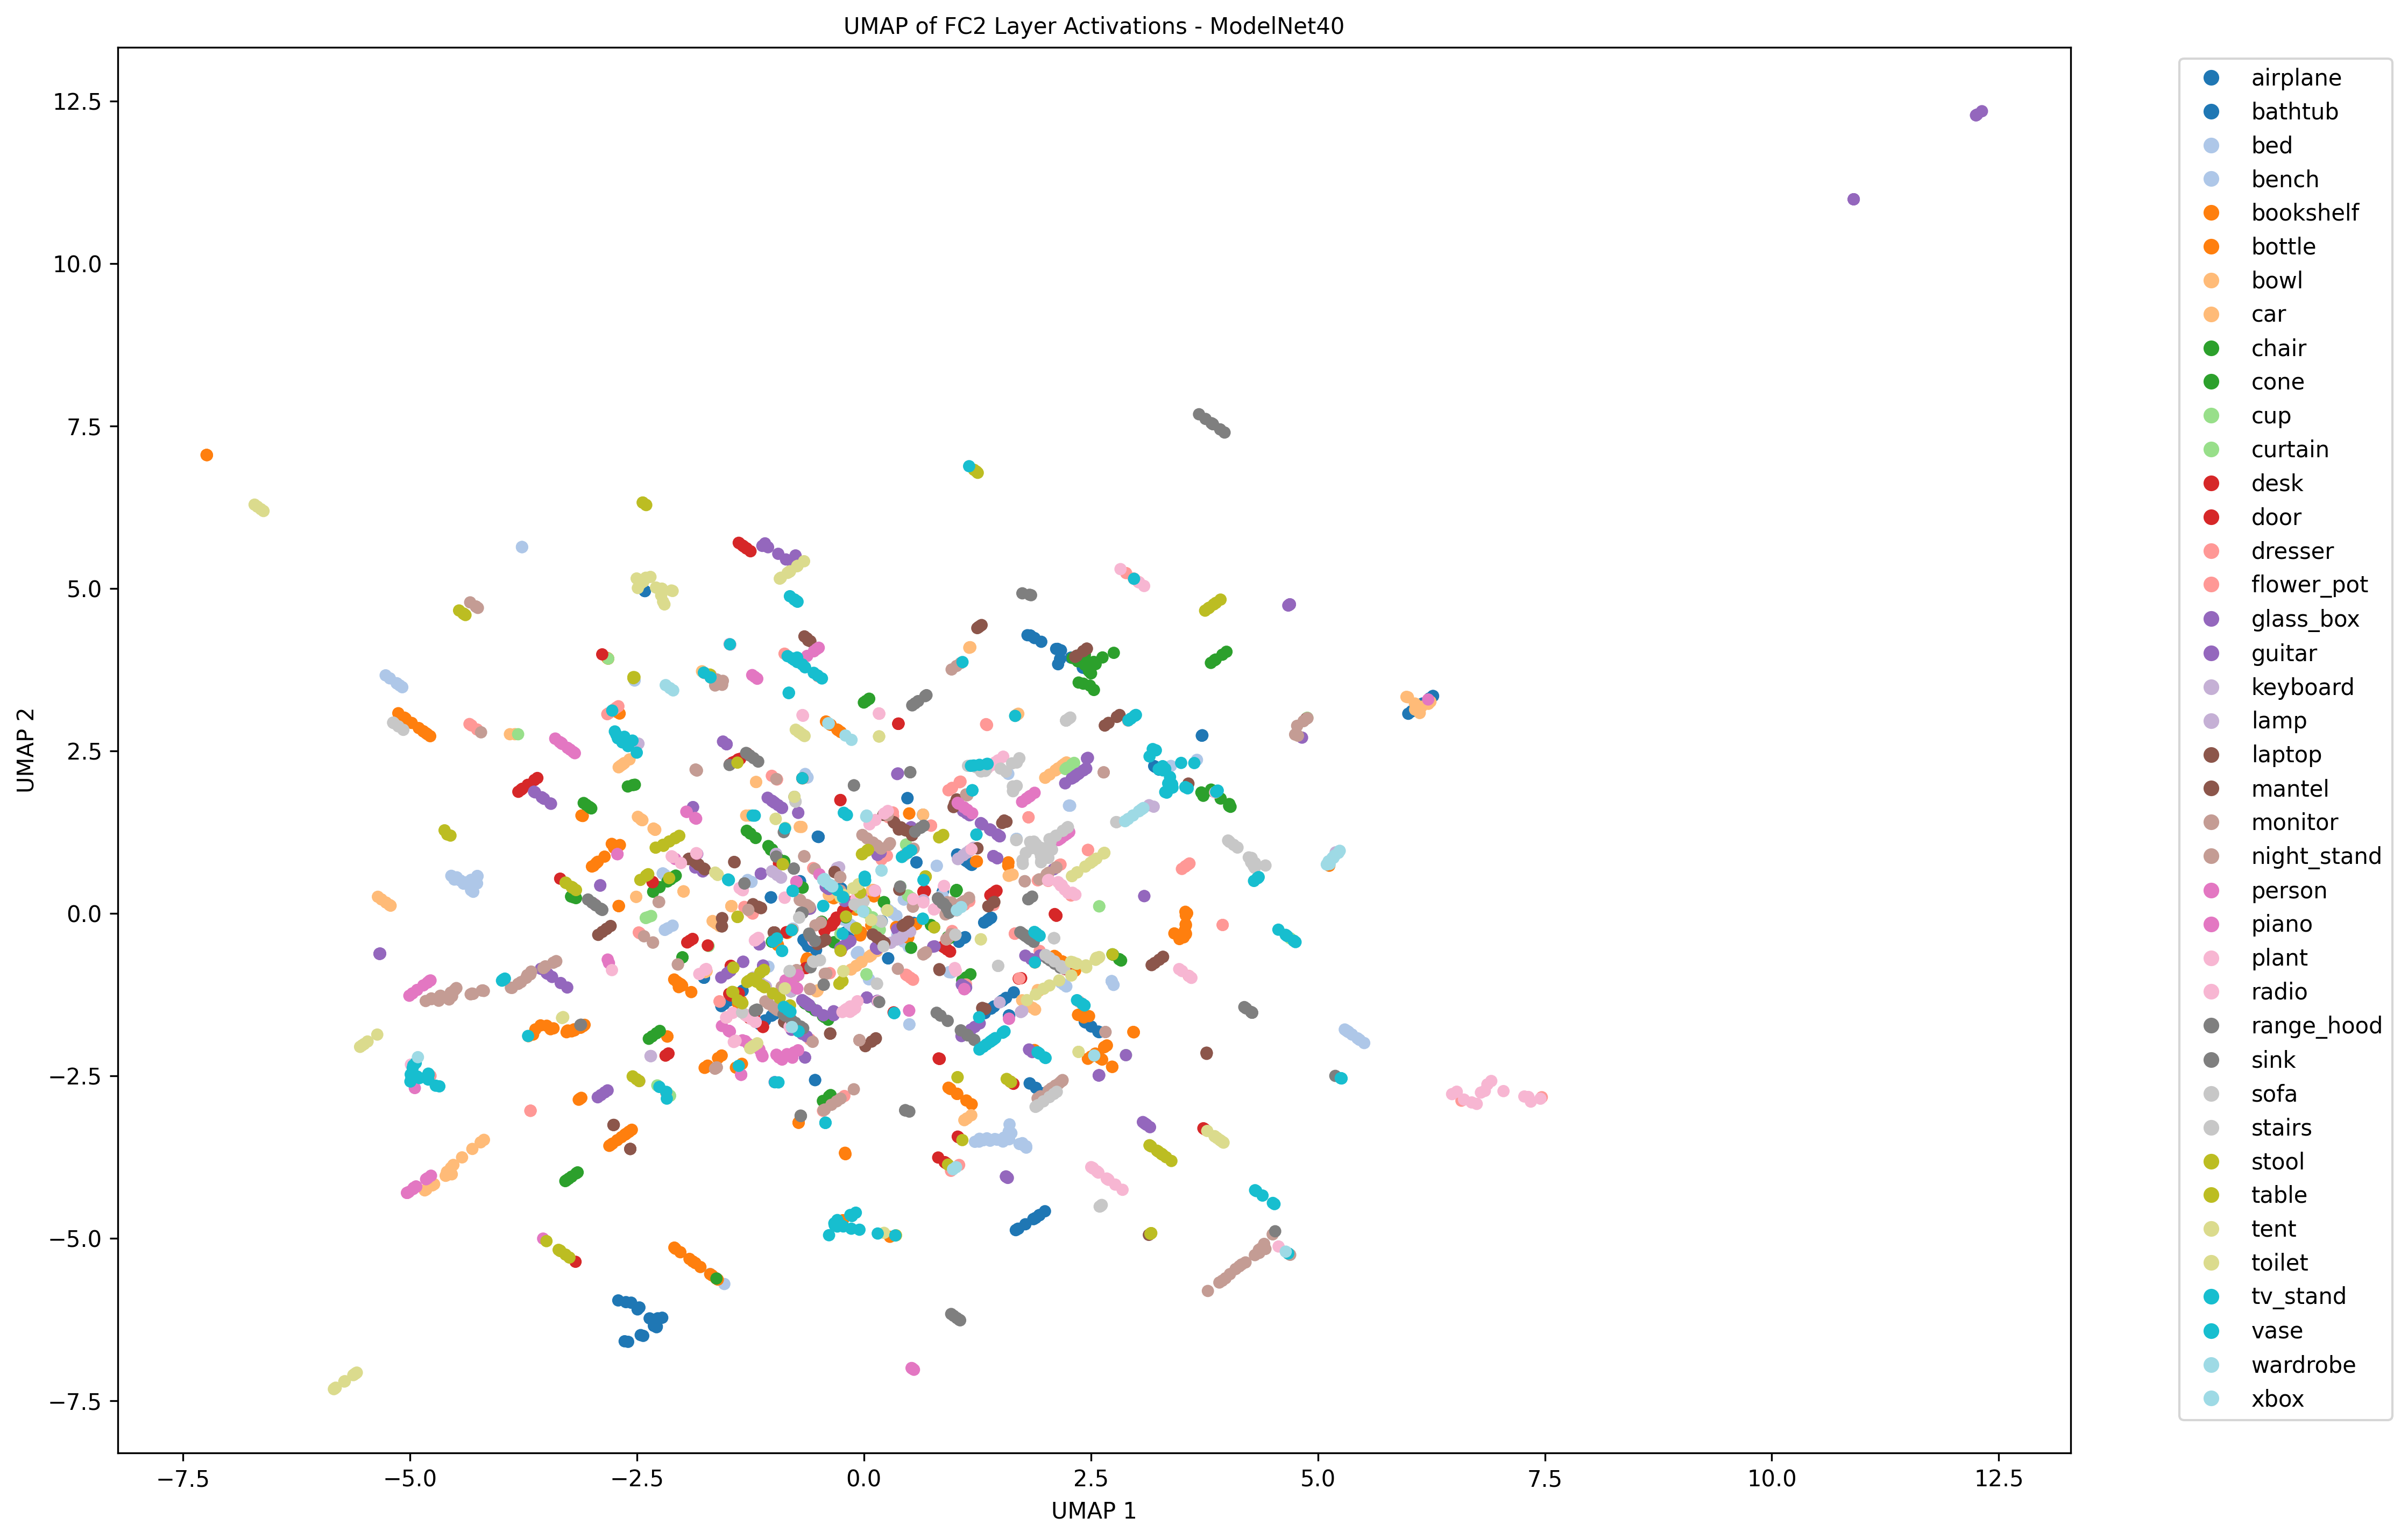 UMAP of FC2 Layer Activations - ModelNet40
12.5
10.0
7.5
5.0
2.5
0.0
−2.5
−5.0
−7.5
UMAP 2
−7.5
−5.0
−2.5
0.0
2.5
5.0
7.5
10.0
12.5
UMAP 1
airplane
bathtub
bed
bench
bookshelf
bottle
bowl
car
chair
cone
cup
curtain
desk
door
dresser
flower_pot
glass_box
guitar
keyboard
lamp
laptop
mantel
monitor
night_stand
person
piano
plant
radio
range_hood
sink
sofa
stairs
stool
table
tent
toilet
tv_stand
vase
wardrobe
xbox